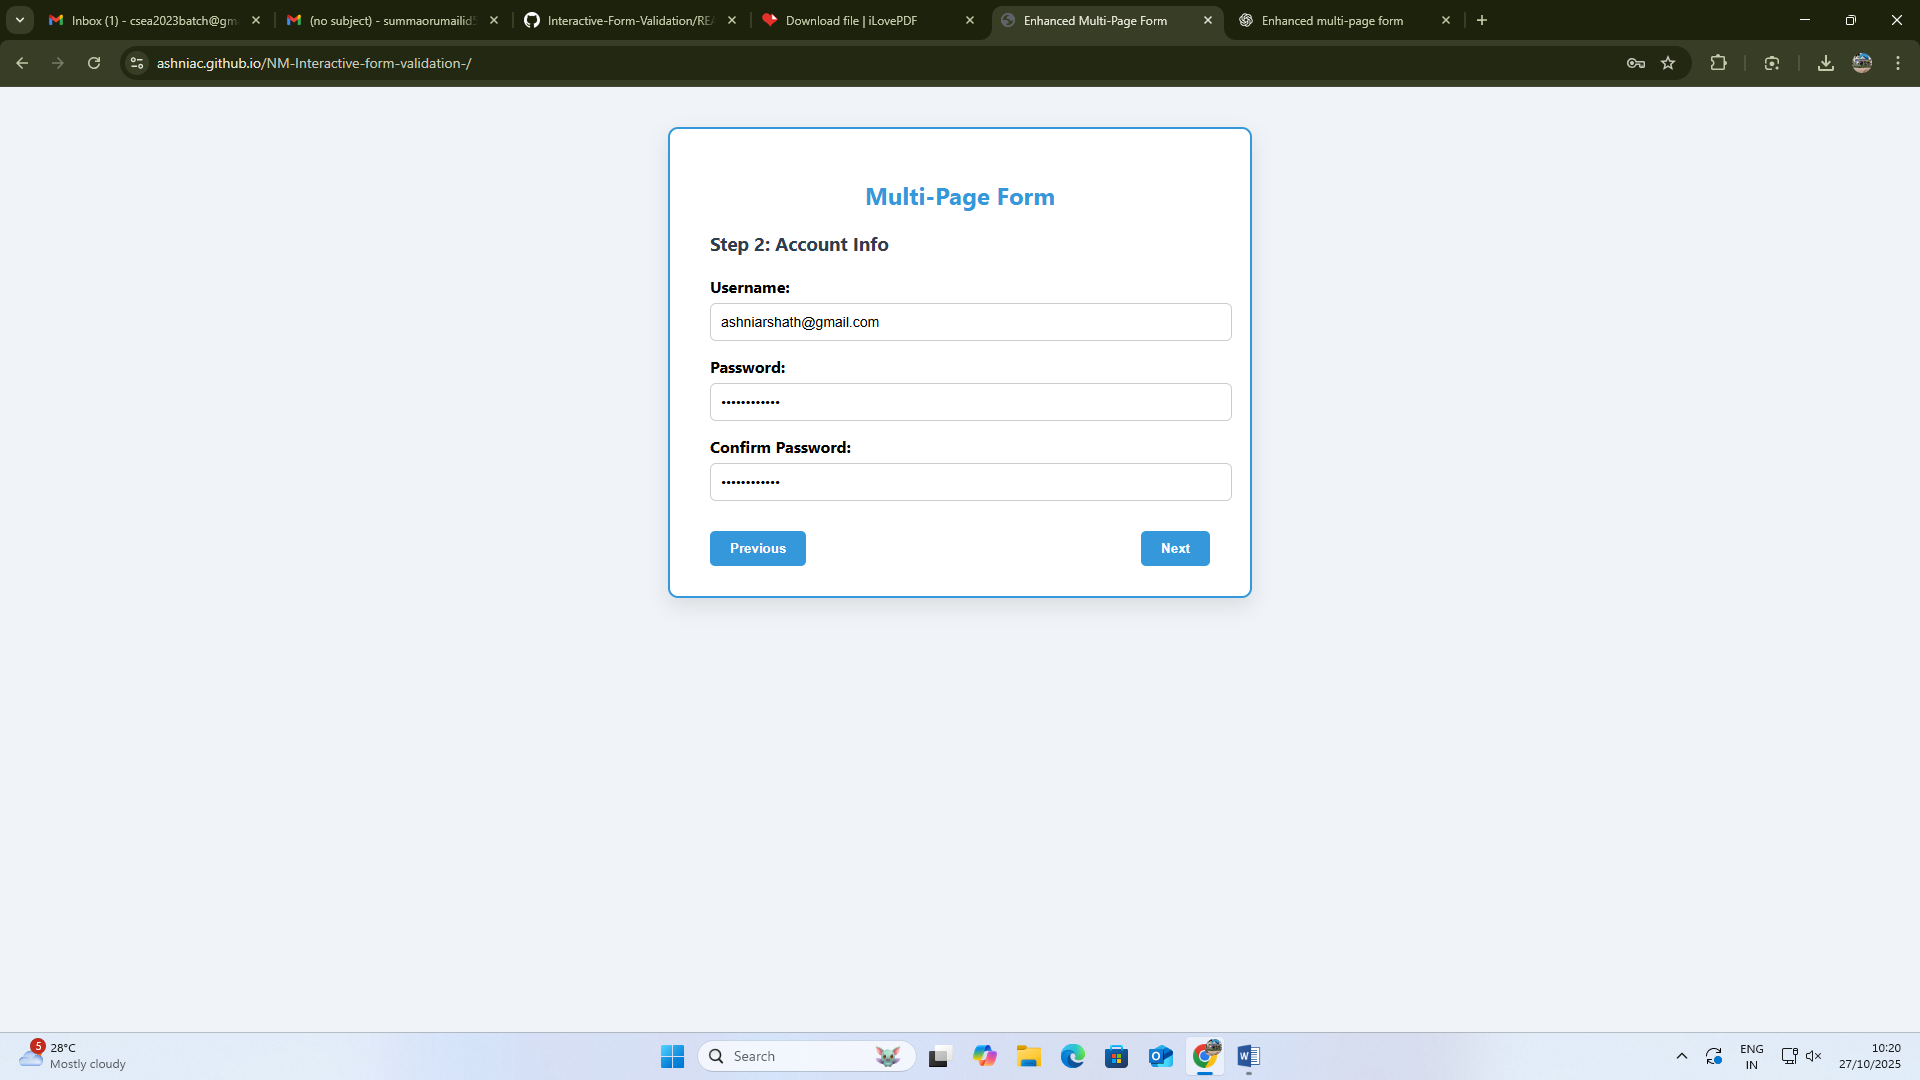 Inbox (1) - csea2023batch@gm
(no subject) - summaorumailid5
Interactive-Form-Validation/REA
Download file | iLovePDF
Enhanced Multi-Page Form
Enhanced multi-page form
ashniac.github.io/NM-Interactive-form-validation-/
Multi-Page Form
Step 2: Account Info
Username:
ashniarshath@gmail.com
Password:
••••••••••••
Confirm Password:
••••••••••••
Previous
Next
5
28°C
Mostly cloudy
Search
ENG
IN
10:20
27/10/2025